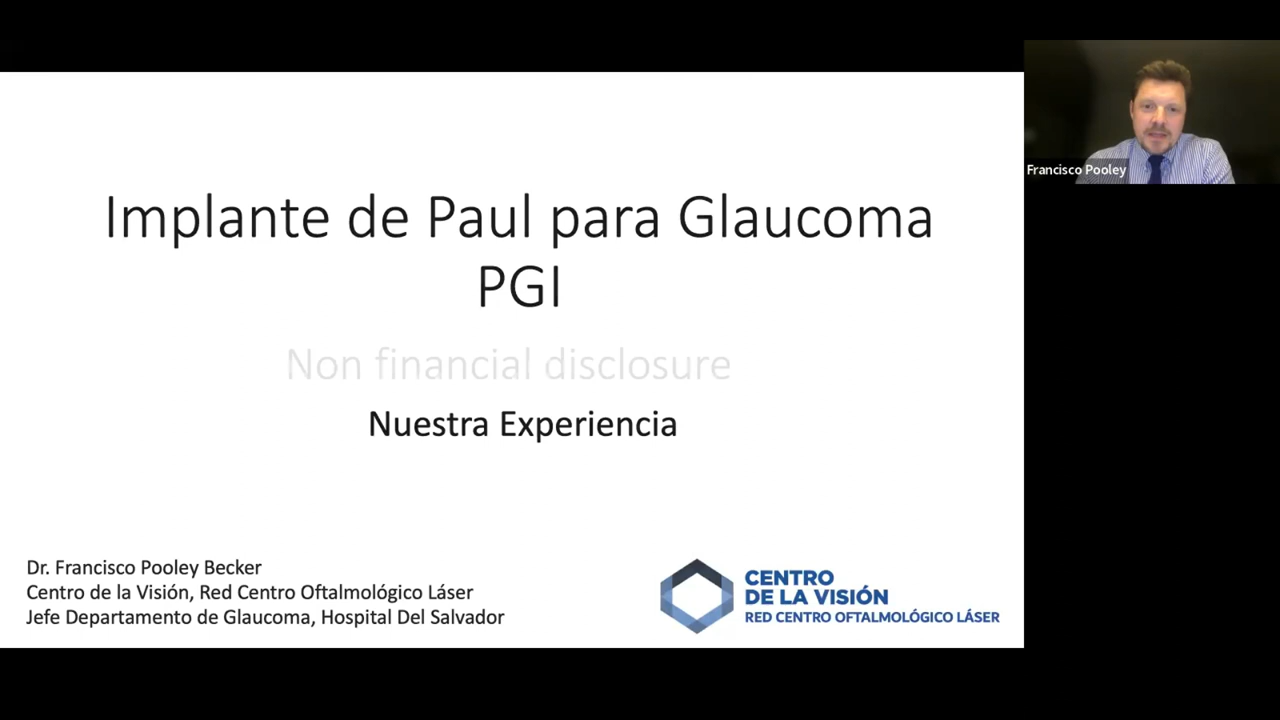 Implante de Paul para Glaucoma
PGI
Non financial disclosure
Nuestra Experiencia
Dr. Francisco Pooley Becker
Centro de la Visión, Red Centro Oftalmológico Láser
Jefe Departamento de Glaucoma, Hospital Del Salvador
CENTRO
DE LA VISIÓN
RED CENTRO OFTALMOLÓGICO LÁSER
Francisco Pooley